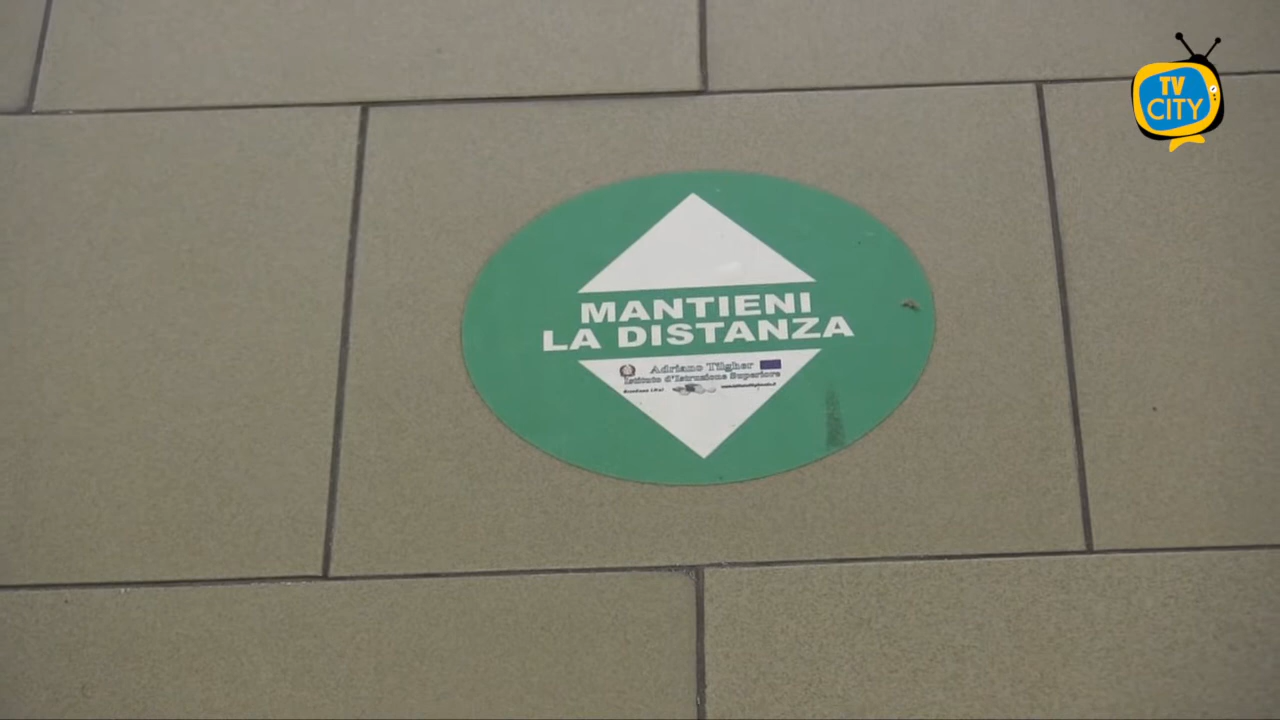 TV
CITY
MANTIENI
LA DISTANZA
Adriano Tilgher
Istituto d'Istruzione Superiore